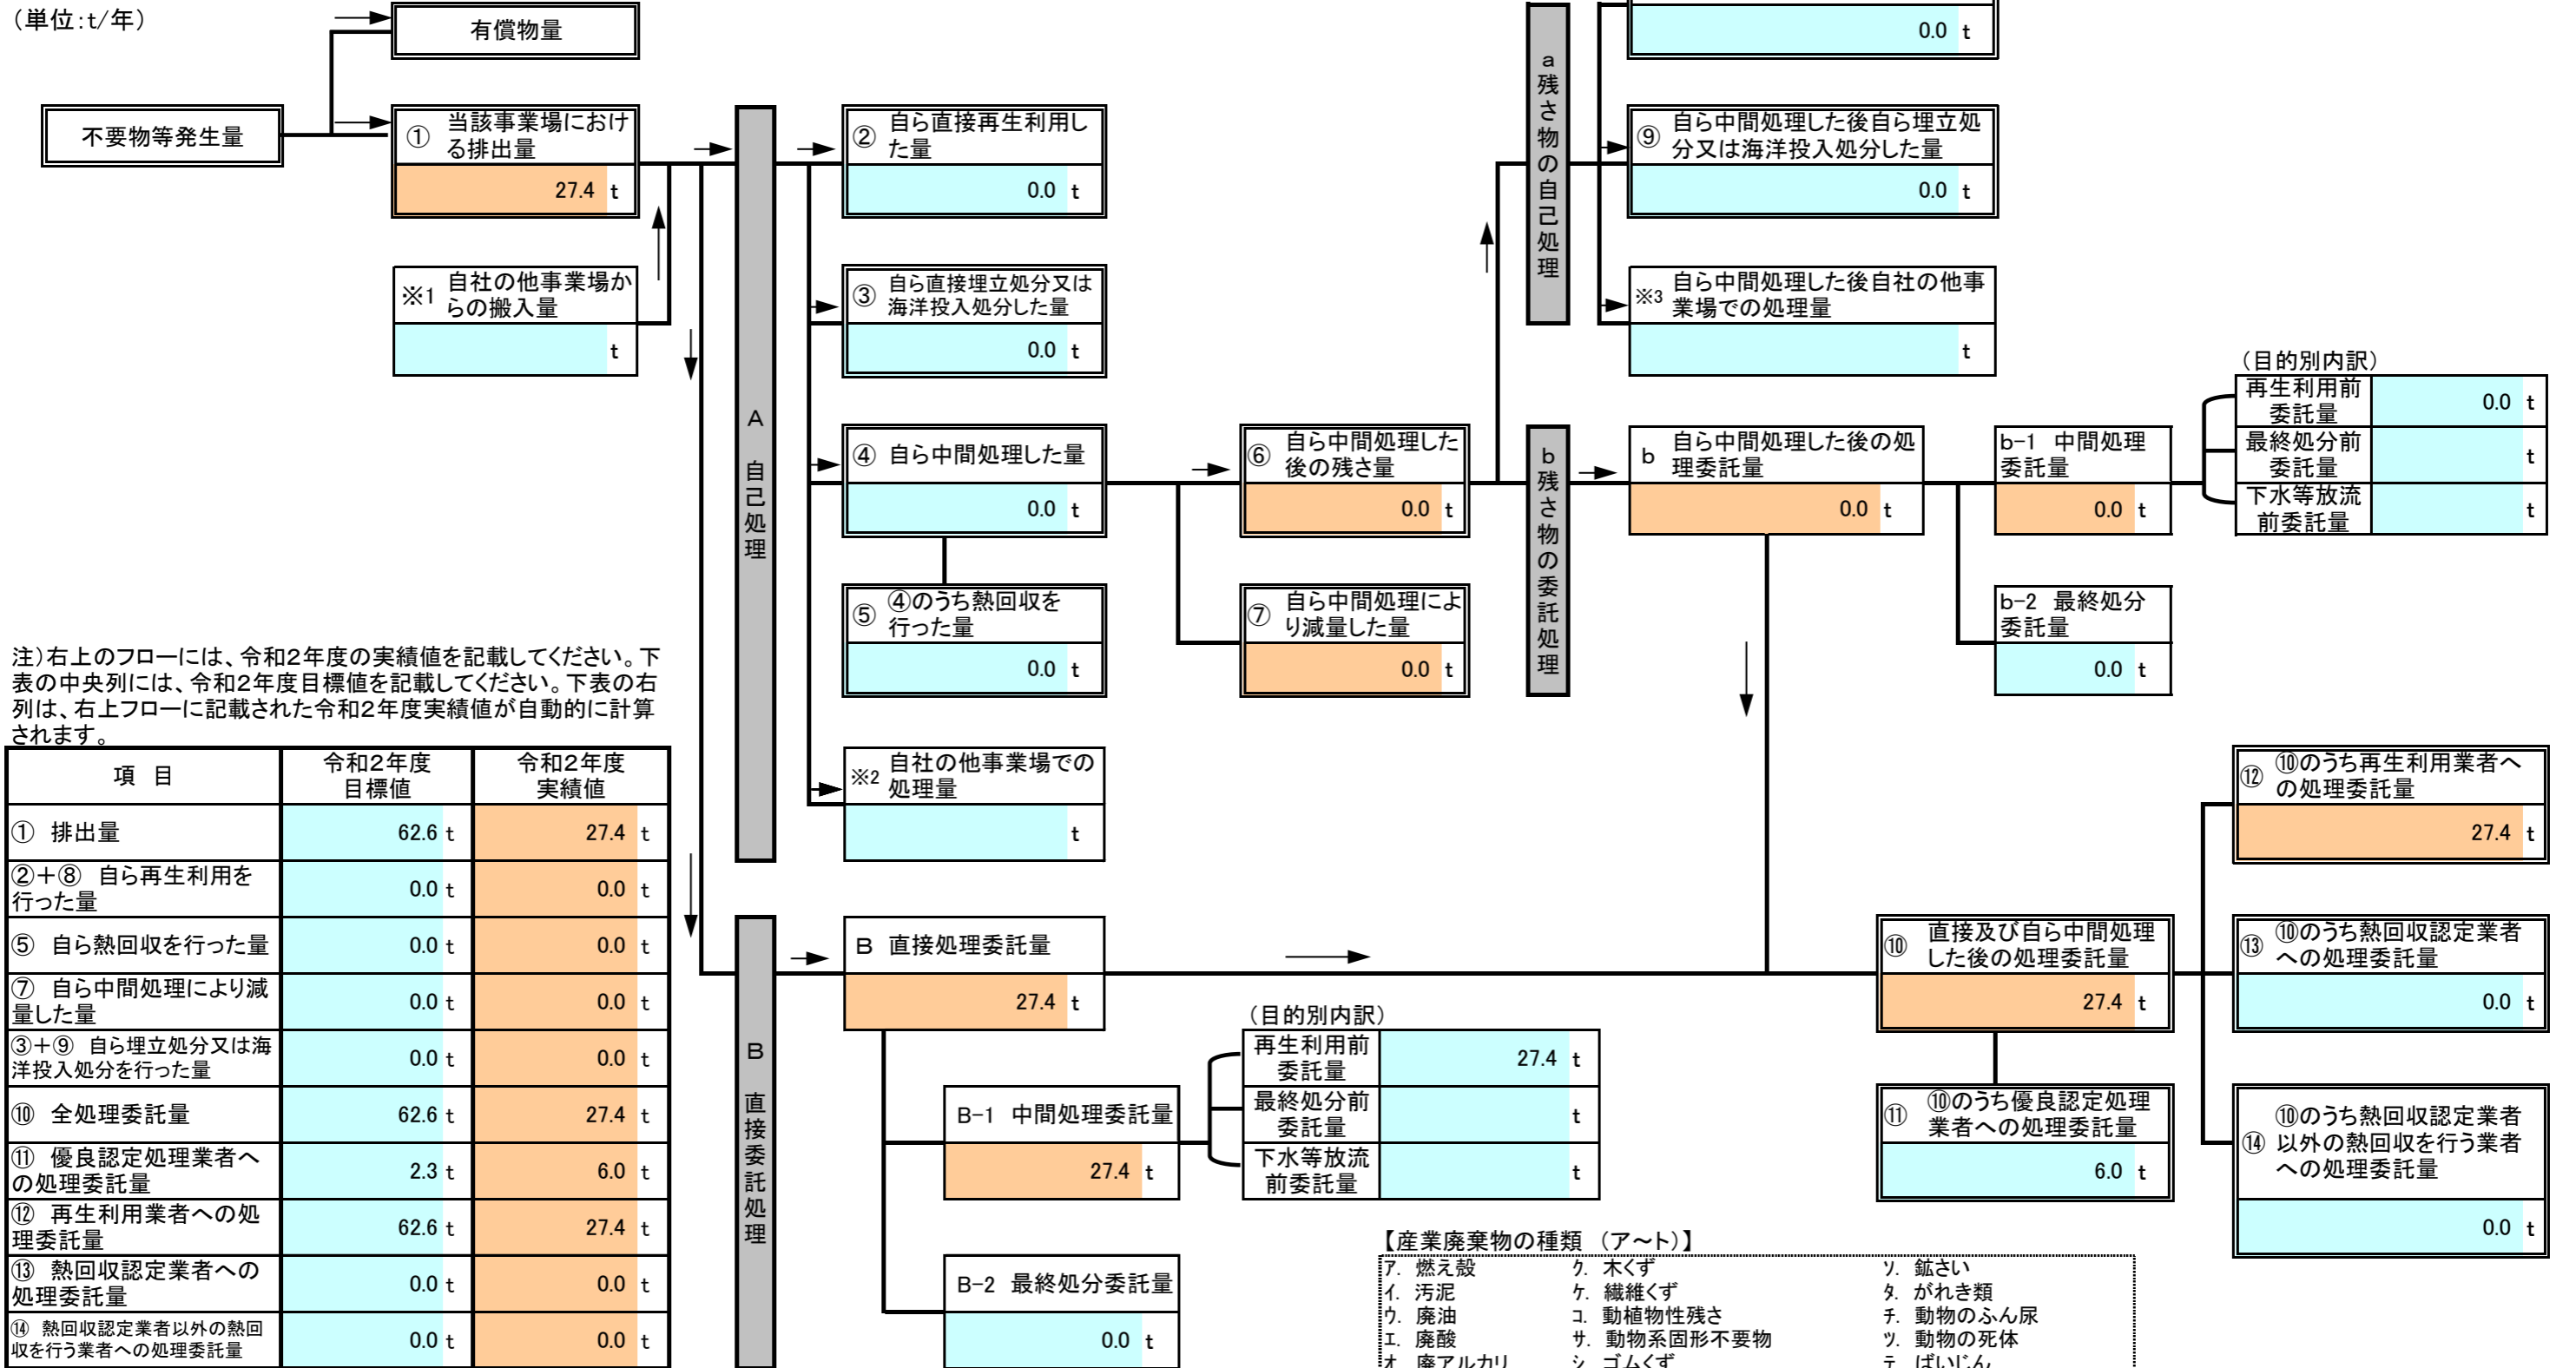 （単位:t/年）
有償物量
不要物等発生量
① 当該事業場におけ
る排出量
27.4 t
※1 自社の他事業場か
らの搬入量
t
A 自己処理
② 自ら直接再生利用し
た量
0.0 t
③ 自ら直接埋立処分又は
海洋投入処分した量
0.0 t
④ 自ら中間処理した量
0.0 t
⑤ ④のうち熱回収を
行った量
0.0 t
※2 自社の他事業場での
処理量
t
⑥ 自ら中間処理した
後の残さ量
0.0 t
⑦ 自ら中間処理によ
り減量した量
0.0 t
a残さ物の自己処理
0.0 t
⑨ 自ら中間処理した後自ら埋立処
分又は海洋投入処分した量
0.0 t
※3 自ら中間処理した後自社の他事
業場での処理量
t
b残さ物の委託処理
b 自ら中間処理した後の処
理委託量
0.0 t
b-1 中間処理
委託量
0.0 t
b-2 最終処分
委託量
0.0 t
（目的別内訳）
再生利用前
委託量
0.0 t
最終処分前
委託量
t
下水等放流
前委託量
t
注）右上のフローには、令和２年度の実績値を記載してください。下
表の中央列には、令和２年度目標値を記載してください。下表の右
列は、右上フローに記載された令和２年度実績値が自動的に計算
されます。
項 目 令和２年度 令和２年度
目標値 実績値
① 排出量 62.6 t 27.4 t
②＋⑧ 自ら再生利用を
行った量 0.0 t 0.0 t
⑤ 自ら熱回収を行った量 0.0 t 0.0 t
⑦ 自ら中間処理により減
量した量 0.0 t 0.0 t
③＋⑨ 自ら埋立処分又は海
洋投入処分を行った量 0.0 t 0.0 t
⑩ 全処理委託量 62.6 t 27.4 t
⑪ 優良認定処理業者へ
の処理委託量 2.3 t 6.0 t
⑫ 再生利用業者への処
理委託量 62.6 t 27.4 t
⑬ 熱回収認定業者への
処理委託量 0.0 t 0.0 t
⑭ 熱回収認定業者以外の熱回
収を行う業者への処理委託量 0.0 t 0.0 t
B 直接委託処理
B 直接処理委託量
27.4 t
B-1 中間処理委託量
27.4 t
B-2 最終処分委託量
0.0 t
（目的別内訳）
再生利用前
委託量
27.4 t
最終処分前
委託量
t
下水等放流
前委託量
t
⑩ 直接及び自ら中間処理
した後の処理委託量
27.4 t
⑪ ⑩のうち優良認定処理
業者への処理委託量
6.0 t
⑫ ⑩のうち再生利用業者へ
の処理委託量
27.4 t
⑬ ⑩のうち熱回収認定業者
への処理委託量
0.0 t
⑭ ⑩のうち熱回収認定業者
以外の熱回収を行う業者
への処理委託量
0.0 t
【産業廃棄物の種類 （ア～ト）】
ア. 燃え殻 ク. 木くず ソ. 鉱さい
イ. 汚泥 ケ. 繊維くず タ. がれき類
ウ. 廃油 コ. 動植物性残さ チ. 動物のふん尿
エ. 廃酸 サ. 動物系固形不要物 ツ. 動物の死体
オ. 廃アルカリ シ. ゴムくず テ. ばいじん